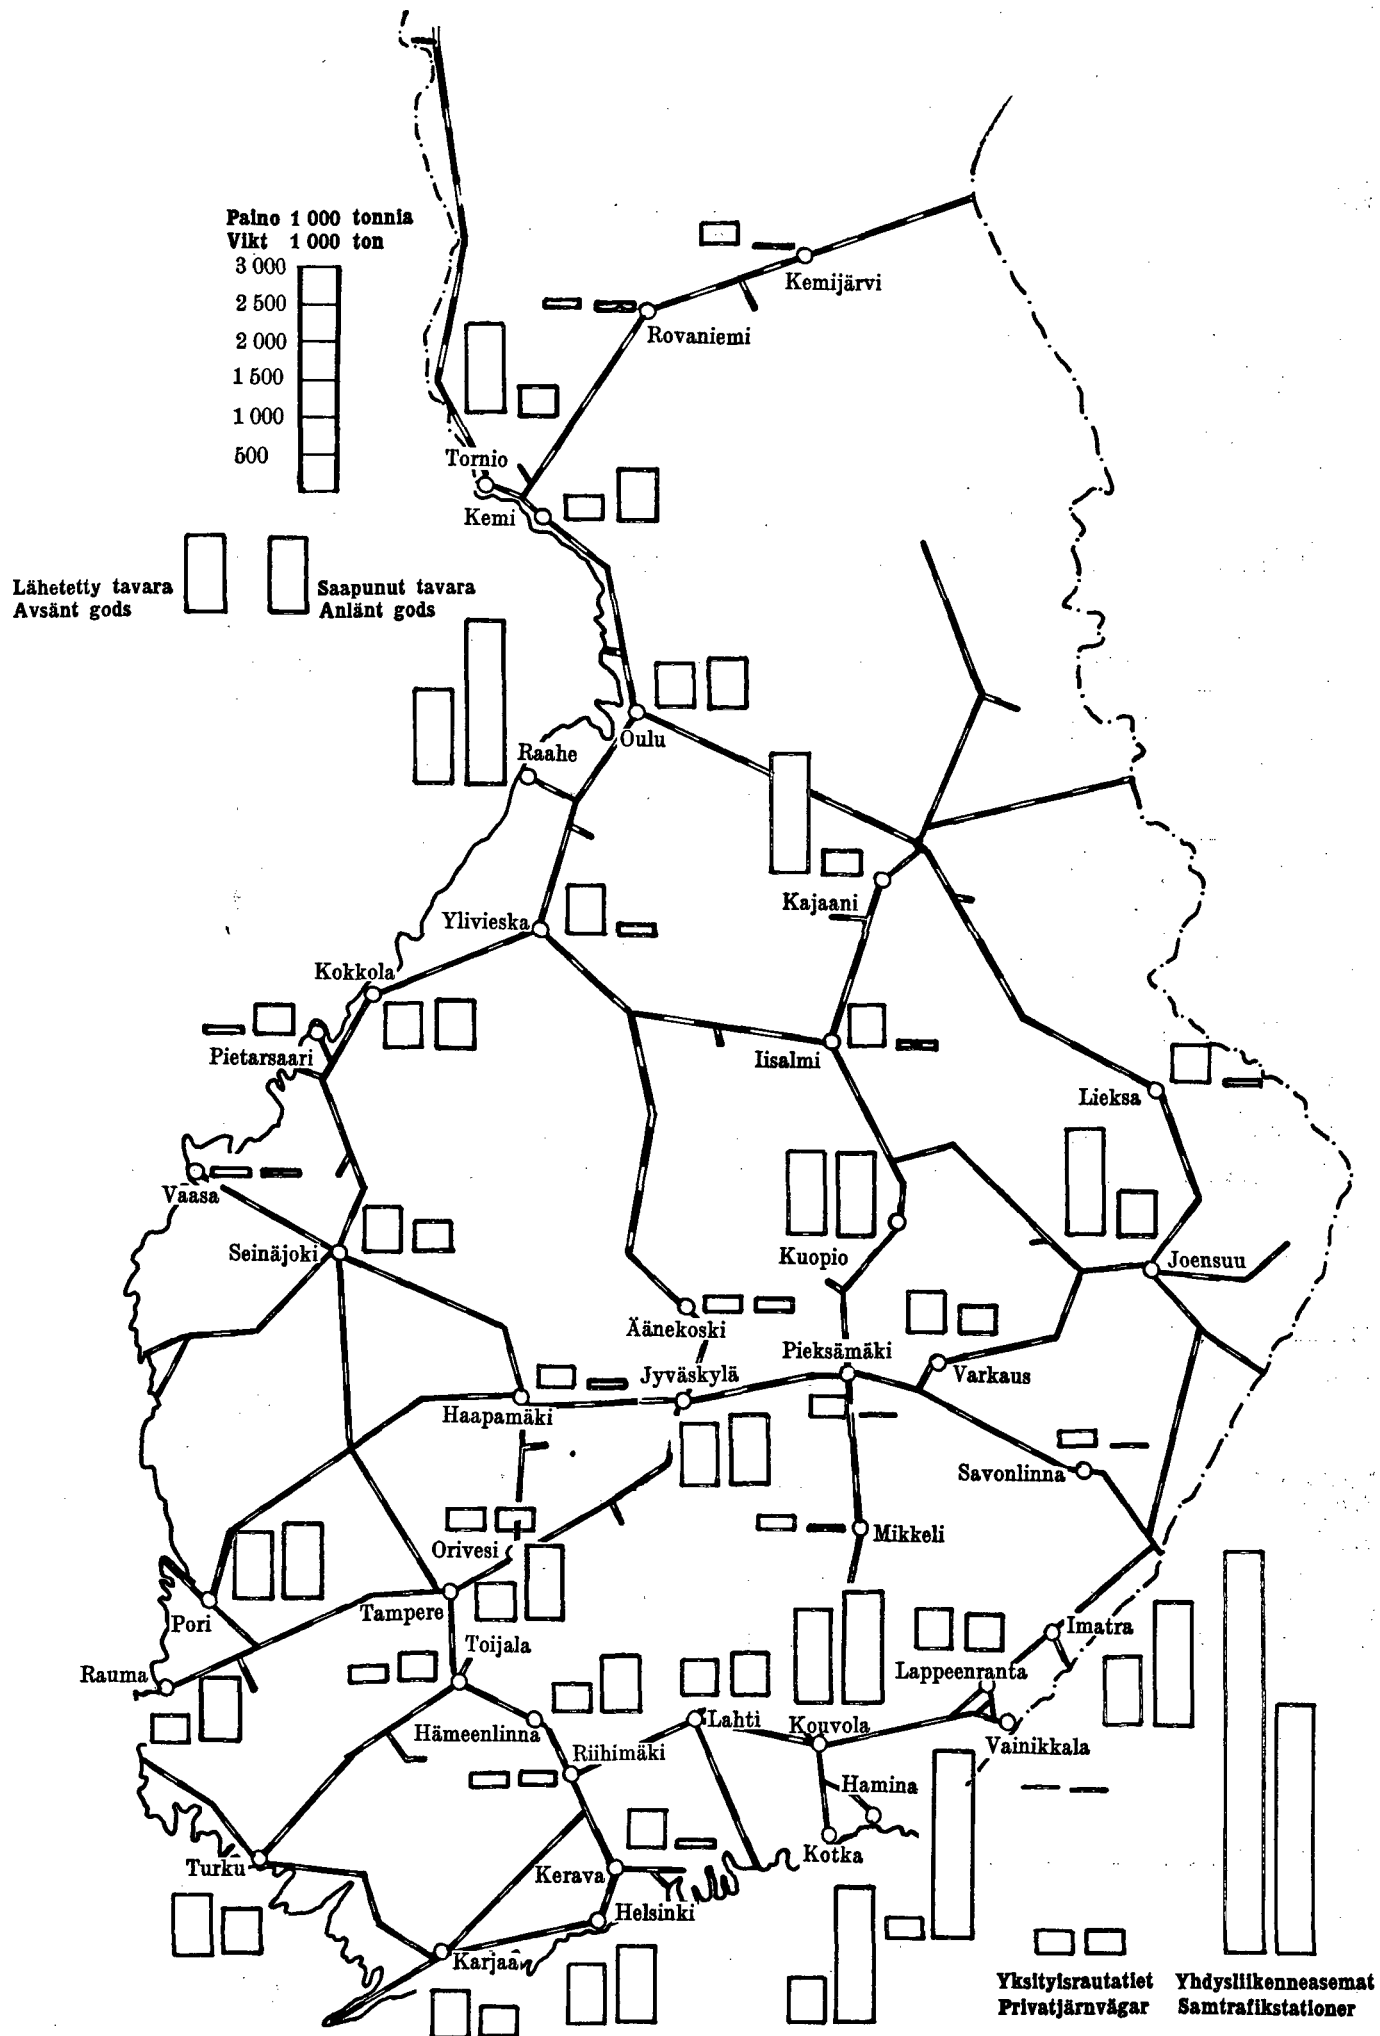 Paino 1 000 tonnia
Vikt 1 000 ton
3 000
2 500
2 000
1 500
1 000
500
Kemijärvi
Rovaniemi
Tornio
Kemi
Lähetetty tavara
Avsänt gods
Saapunut tavara
Anlänt gods
Oulu
Raahe
Kajaani
Ylivieska
Kokkola
Pietarsaari
Iisalmi
Lieksa
Vaasa
Seinäjoki
Kuopio
Joensuu
Äänekoski
Pieksämäki
Jyväskylä
Varkaus
Haapamäki
Savonlinna
Mikkeli
Orivesi
Tampere
Pori
Toijala
Imatra
Rauma
Lappeenranta
Hämeenlinna
Lahti
Kouvola
Vainikkala
Riihimäki
Hamina
Kotka
Turku
Kerava
Helsinki
Karjaa
Yksityisrautatiet
Privatjärnvägar
Yhdysliikenneasemat
Samtrafikstationer